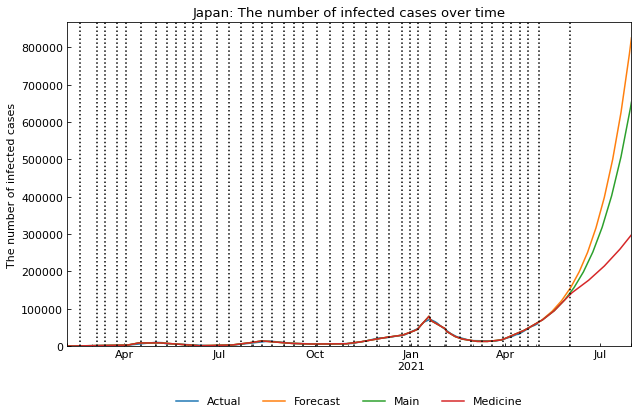 Japan: The number of infected cases over time
The number of infected cases
800000
700000
600000
500000
400000
300000
200000
100000
0
Apr Jul Oct Jan Apr Jul
2021
Actual Forecast Main Medicine